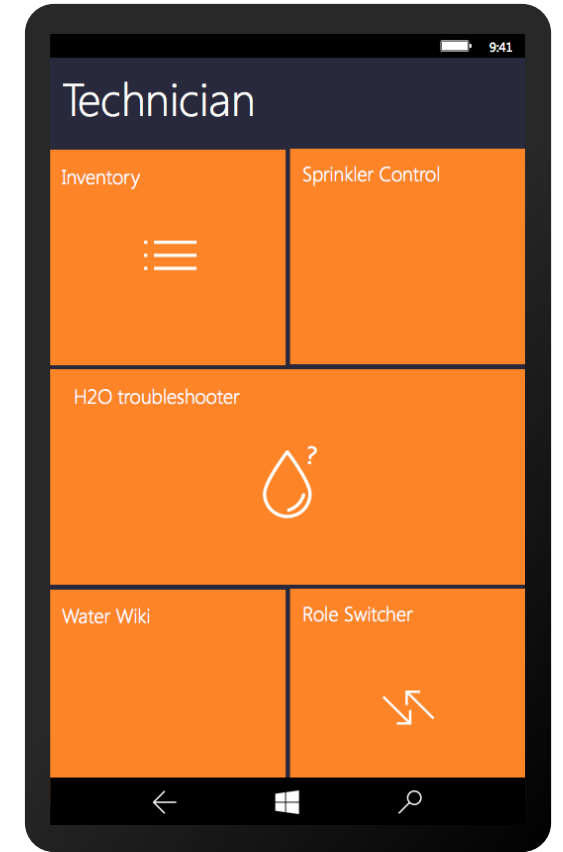 9:41
Technician
Inventory
Sprinkler Control
H2O troubleshooter
?
Water Wiki
Role Switcher